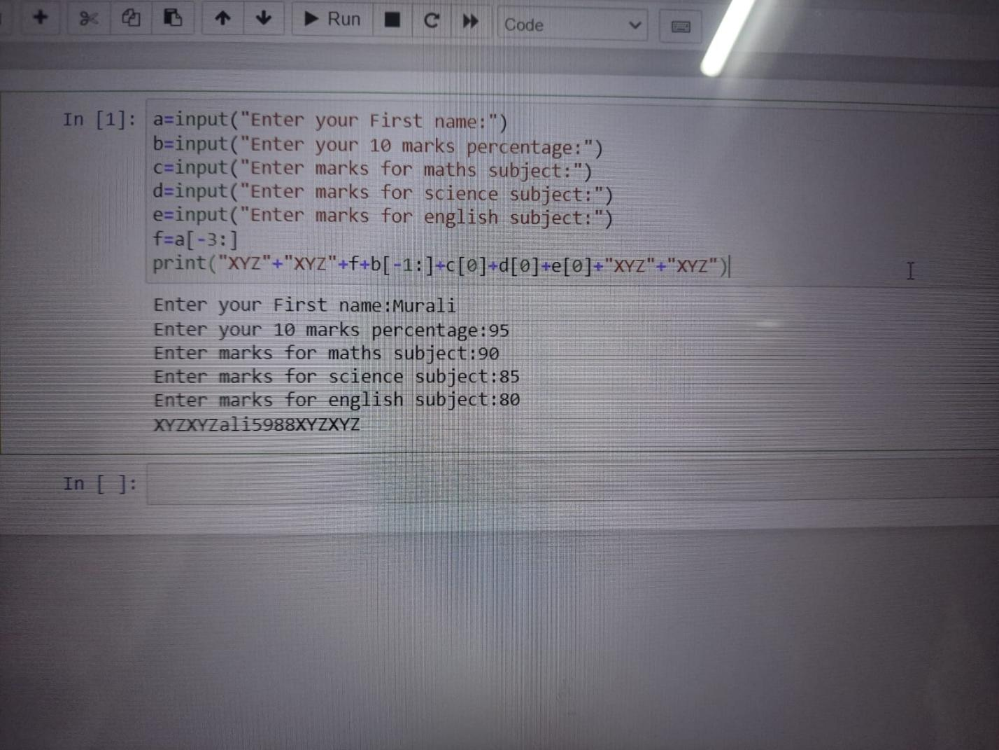 Run
Code
In [1]:
a=input("Enter your First name:")
b=input("Enter your 10 marks percentage:")
c=input("Enter marks for maths subject:")
d=input("Enter marks for science subject:")
e=input("Enter marks for english subject:")
f=a[-3:]
print("XYZ"+"XYZ"+f+b[-1:]+c[0]+d[0]+e[0]+"XYZ"+"XYZ")
Enter your First name:Murali
Enter your 10 marks percentage:95
Enter marks for maths subject:90
Enter marks for science subject:85
Enter marks for english subject:80
XYZXYZali5988XYZXYZ
In [ ]: